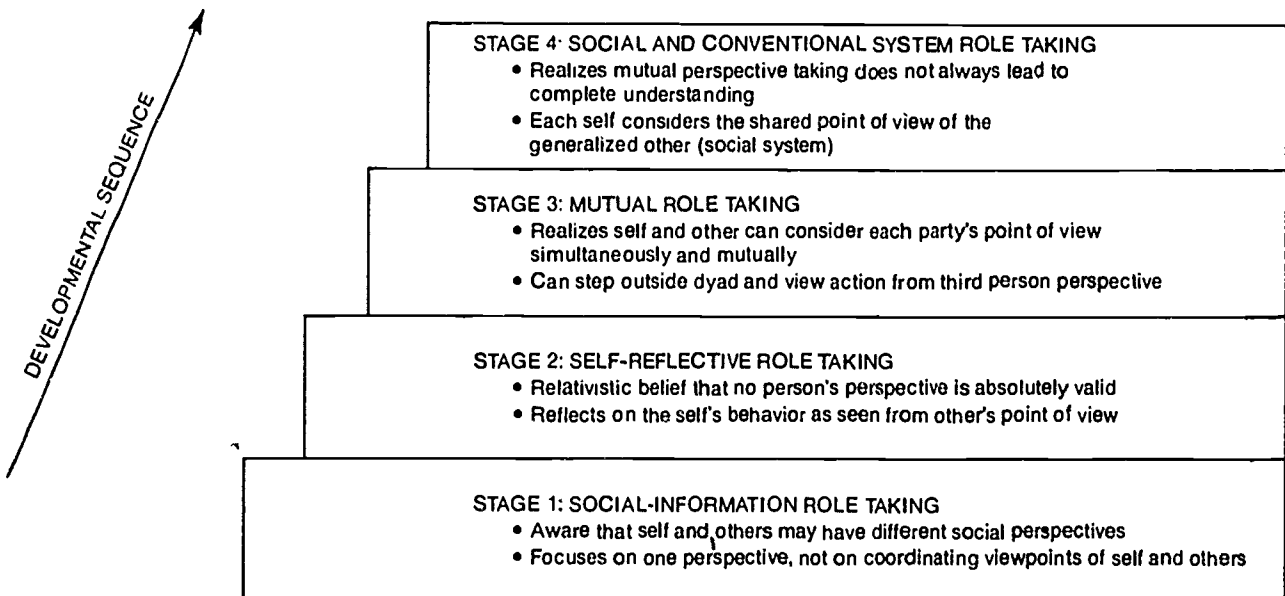 DEVELOPMENTAL SEQUENCE
STAGE 4· SOCIAL AND CONVENTIONAL SYSTEM ROLE TAKING
• Realizes mutual perspective taking does not always lead to
complete understanding
• Each self considers the shared point of view of the
generalized other (social system)
STAGE 3: MUTUAL ROLE TAKING
• Realizes self and other can consider each party's point of view
simultaneously and mutually
• Can step outside dyad and view action from third person perspective
STAGE 2: SELF-REFLECTIVE ROLE TAKING
• Relativistic belief that no person's perspective is absolutely valid
• Reflects on the self's behavior as seen from other's point of view
STAGE 1: SOCIAL-INFORMATION ROLE TAKING
• Aware that self and others may have different social perspectives
• Focuses on one perspective, not on coordinating viewpoints of self and others